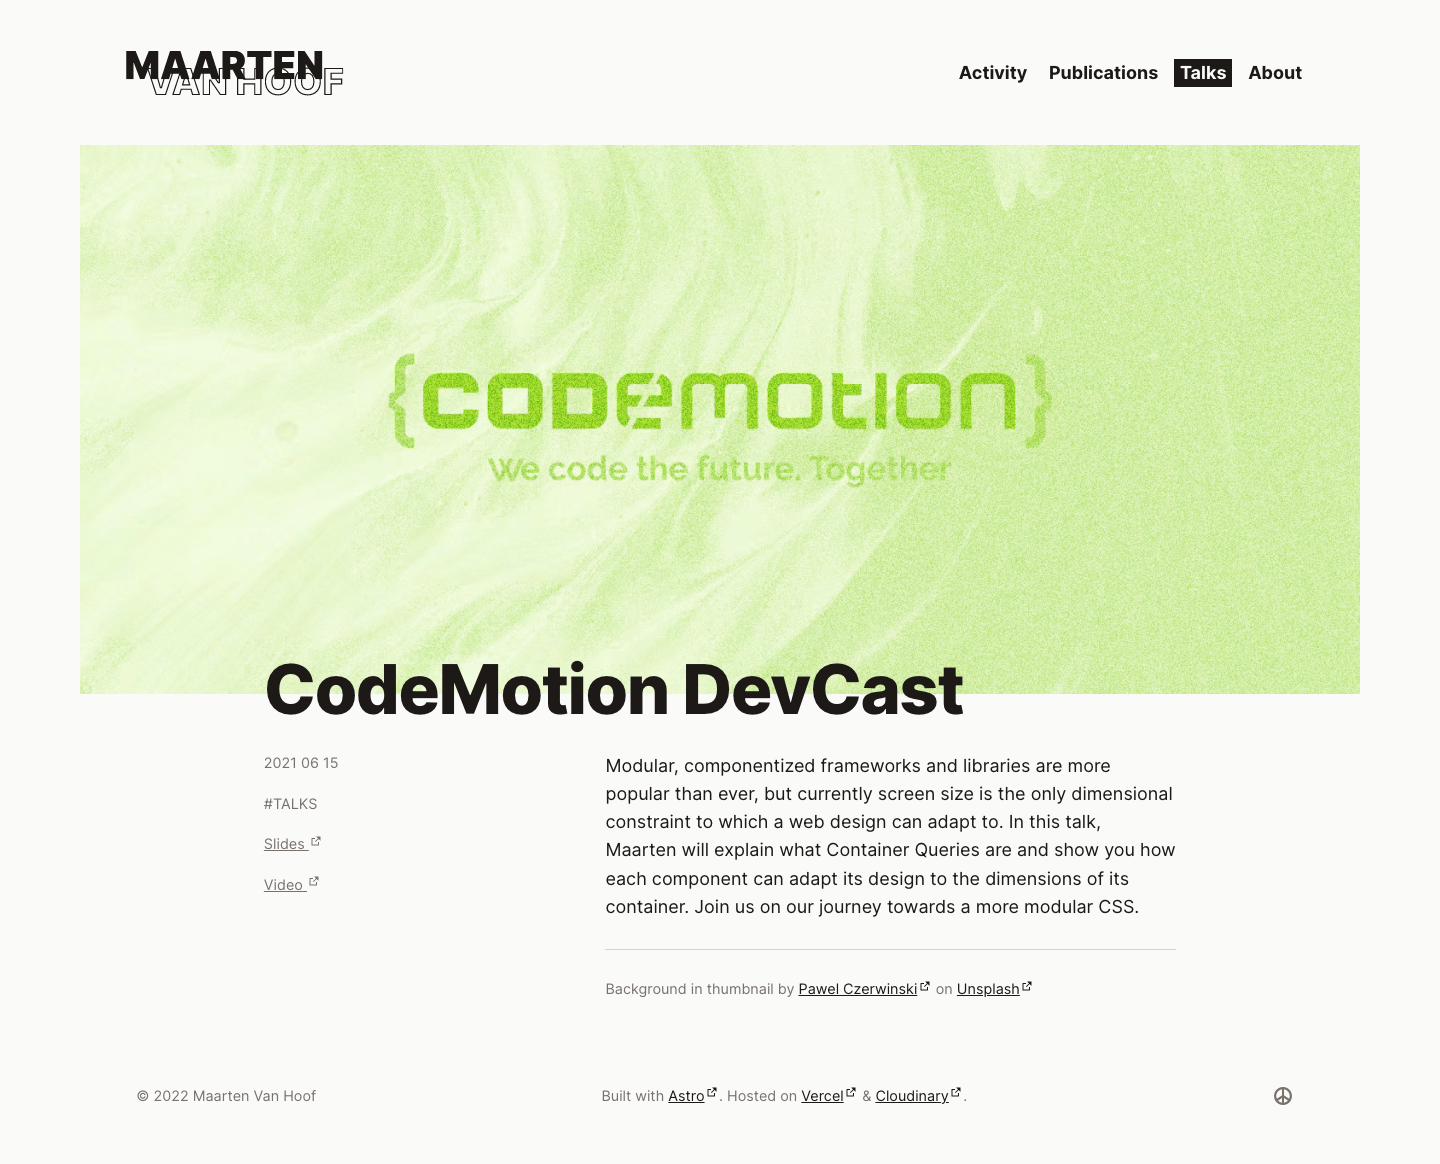 MAARTEN
VAN HOOF
Activity Publications Talks About
{codemotion}
We code the future. Together
CodeMotion DevCast
2021 06 15
#TALKS
Slides
Video
Modular, componentized frameworks and libraries are more
popular than ever, but currently screen size is the only dimensional
constraint to which a web design can adapt to. In this talk,
Maarten will explain what Container Queries are and show you how
each component can adapt its design to the dimensions of its
container. Join us on our journey towards a more modular CSS.
Background in thumbnail by Pawel Czerwinski on Unsplash
© 2022 Maarten Van Hoof
Built with Astro. Hosted on Vercel & Cloudinary.